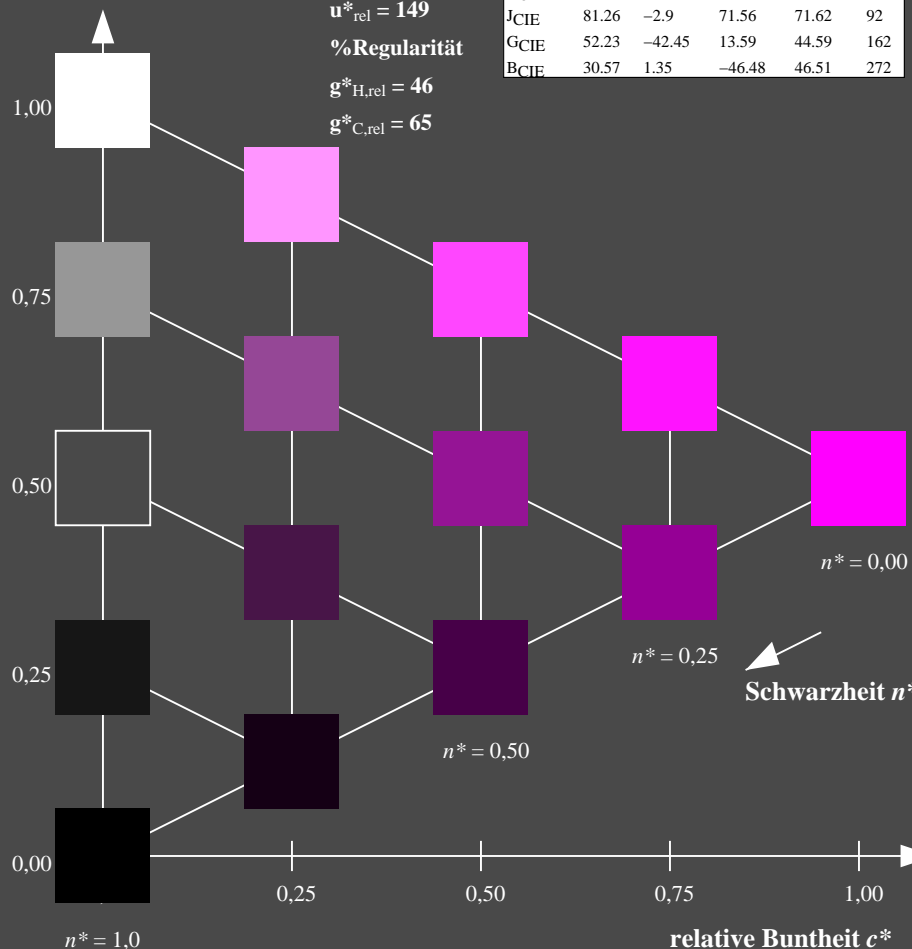 u*rel = 149
%Regularität
g*H,rel = 46
g*C,rel = 65
JCIE 81.26 −2.9 71.56 71.62 92
GCIE 52.23 −42.45 13.59 44.59 162
BCIE 30.57 1.35 −46.48 46.51 272
1,00
0,75
0,50
0,25
0,00
n* = 0,00
n* = 0,25
Schwarzheit n*
n* = 0,50
0,25 0,50 0,75 1,00
n* = 1,0
relative Buntheit c*